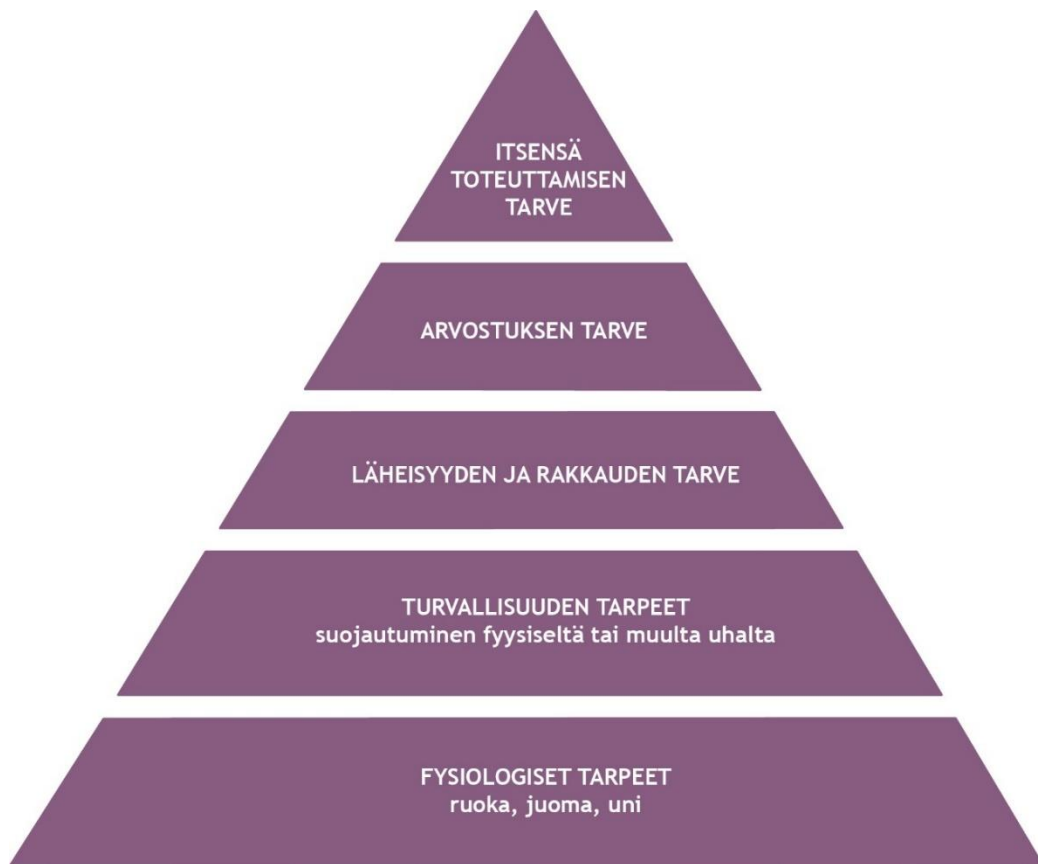 ITSENSÄ
TOTEUTTAMISEN
TARVE
ARVOSTUKSEN TARVE
LÄHEISYYDEN JA RAKKAUDEN TARVE
TURVALLISUUDEN TARPEET
suojautuminen fyysiseltä tai muulta uhalta
FYSIOLOGISET TARPEET
ruoka, juoma, uni